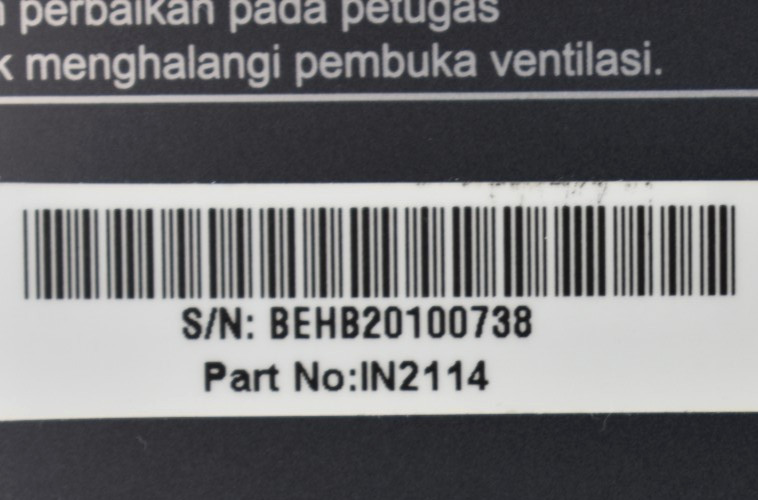 perbaikan pada petugas
menghalangi pembuka ventilasi.
S/N: BEHB20100738
Part No:IN2114